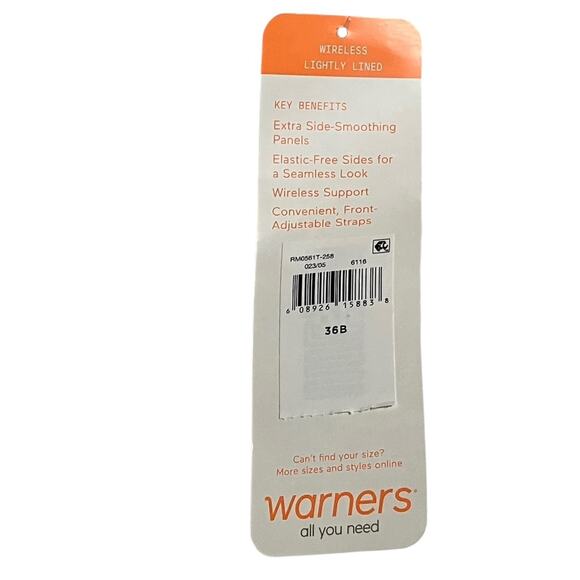 WIRELESS
LIGHTLY LINED
KEY BENEFITS
Extra Side-Smoothing
Panels
Elastic-Free Sides for
a Seamless Look
Wireless Support
Convenient, Front-
Adjustable Straps
RM0561T-258
023/05 6116
6 08926 15883 8
36B
Can't find your size?
More sizes and styles online
warners®
all you need